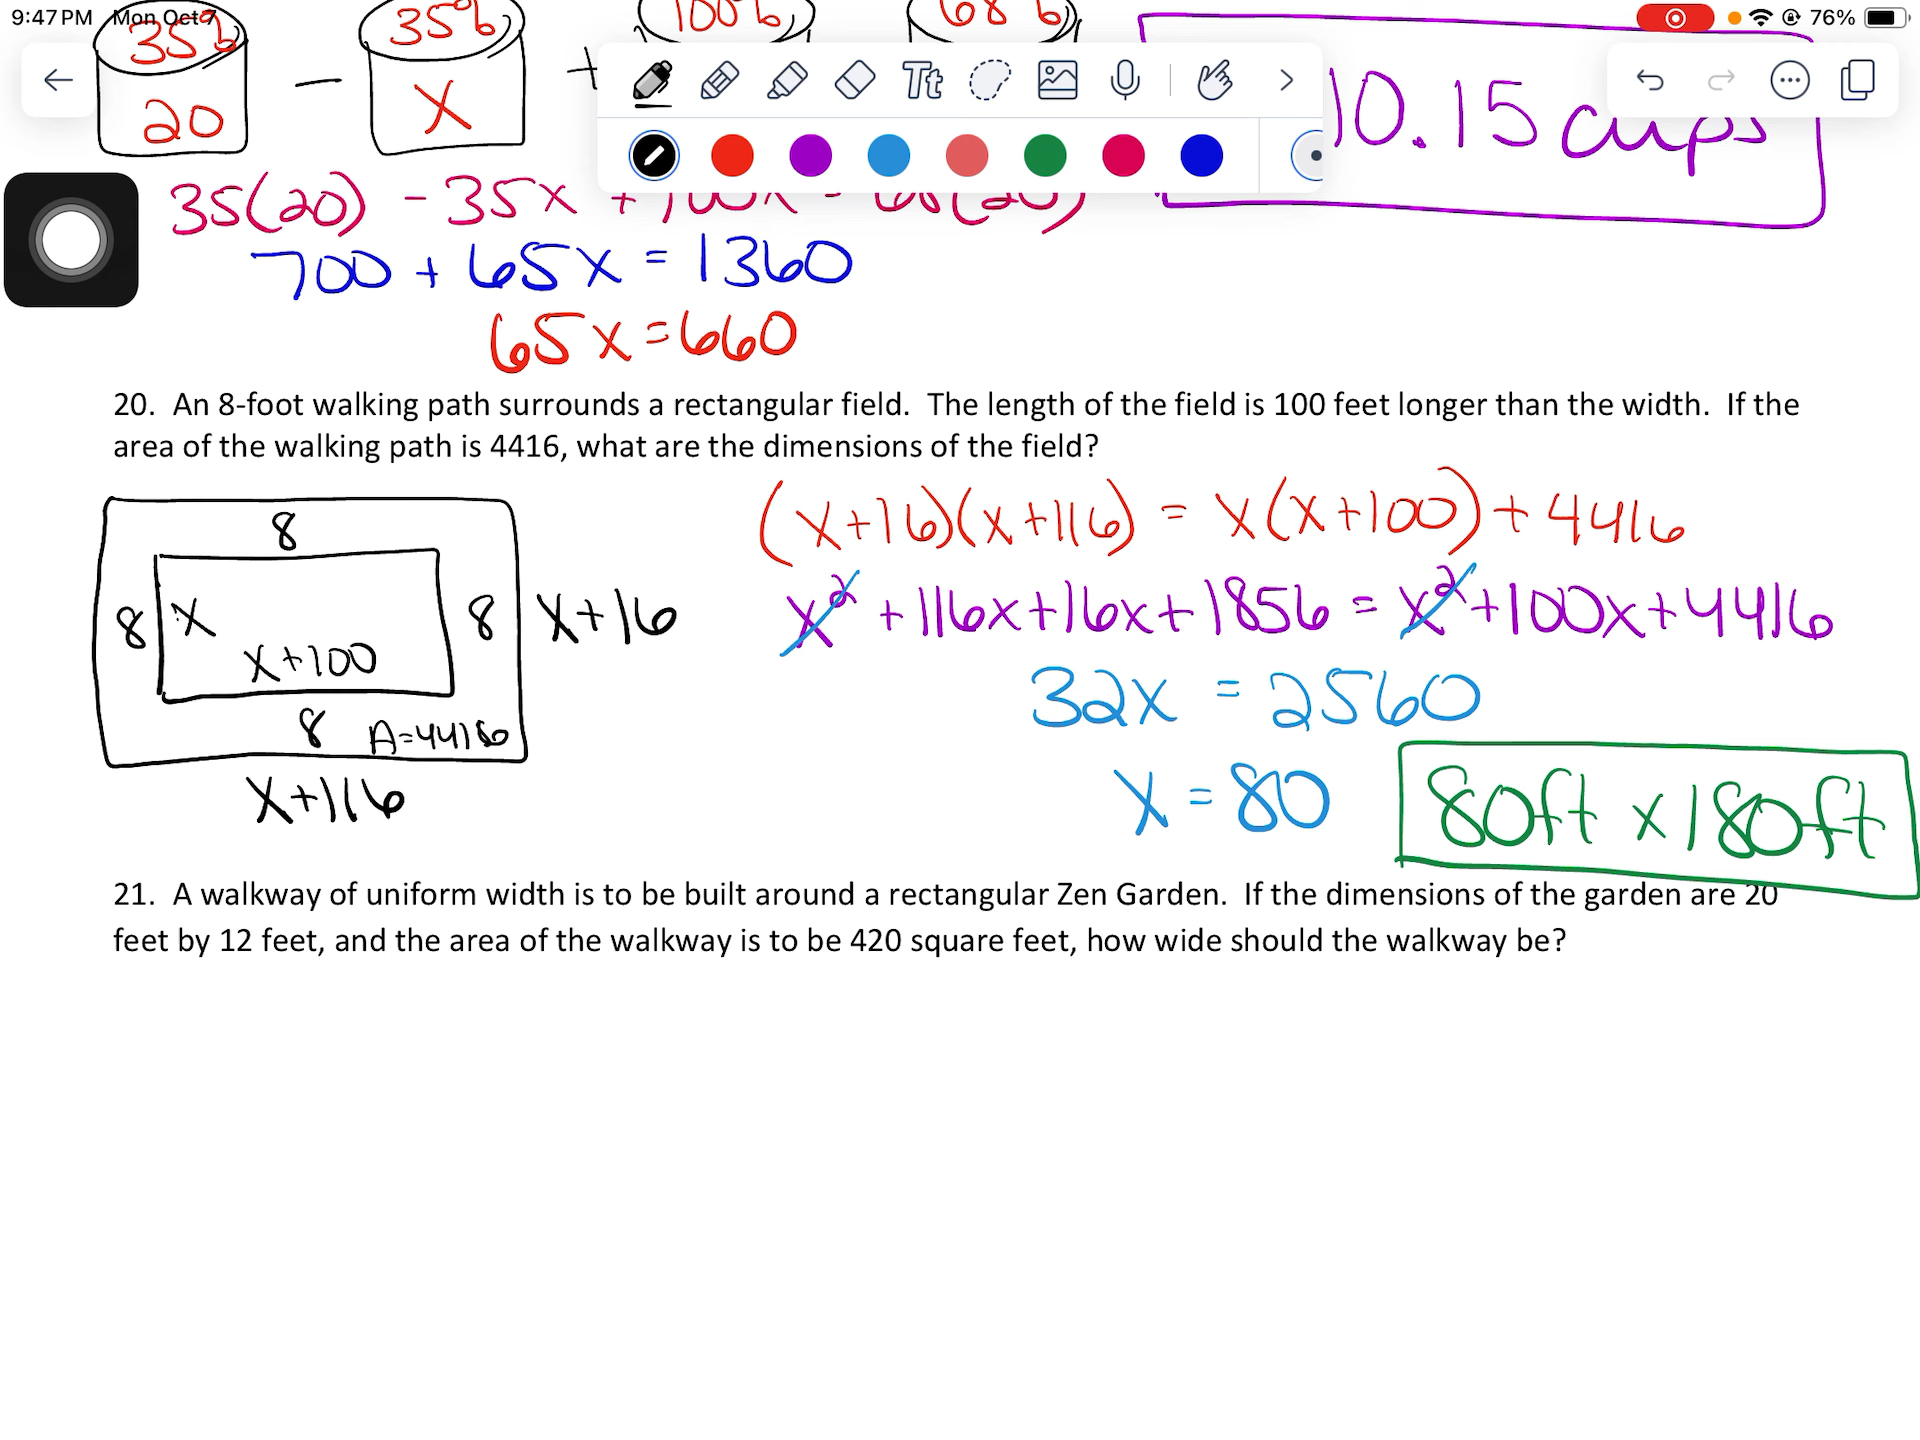 9:47 PM Mon Oct 7
76%
35% 35% 100% 68%
20 - X +
10.15 cups
Tt
35(20) - 35x + 100x = 68(20)
700 + 65x = 1360
65x = 660
20. An 8-foot walking path surrounds a rectangular field. The length of the field is 100 feet longer than the width. If the
area of the walking path is 4416, what are the dimensions of the field?
8
8 x 8 x+16
x+100
8 A=4416
x+116
(x+16)(x+116) = x(x+100)+4416
x² +116x+16x+1856 = x²+100x+4416
32x = 2560
x = 80
80ft x 180ft
21. A walkway of uniform width is to be built around a rectangular Zen Garden. If the dimensions of the garden are 20
feet by 12 feet, and the area of the walkway is to be 420 square feet, how wide should the walkway be?